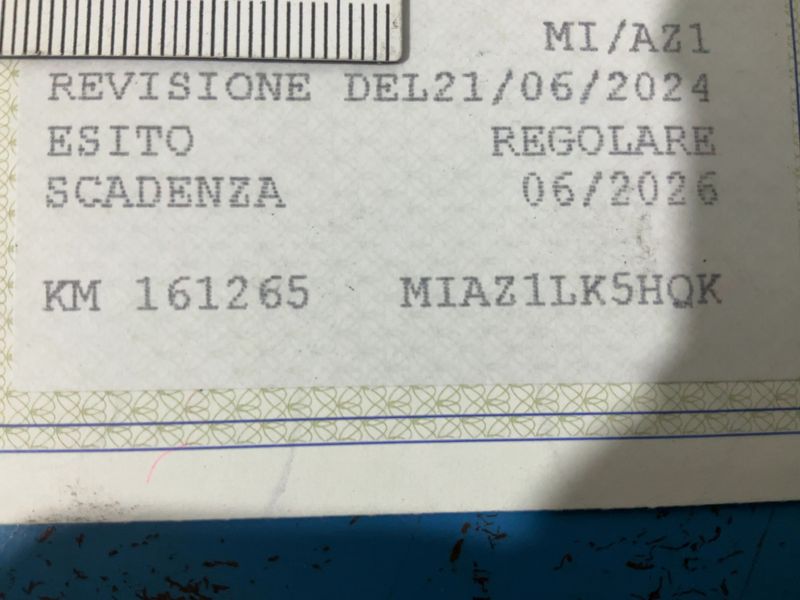 MI/AZ1
REVISIONE DEL21/06/2024
ESITO REGOLARE
SCADENZA 06/2026
KM 161265 MIAZ1LK5HQK